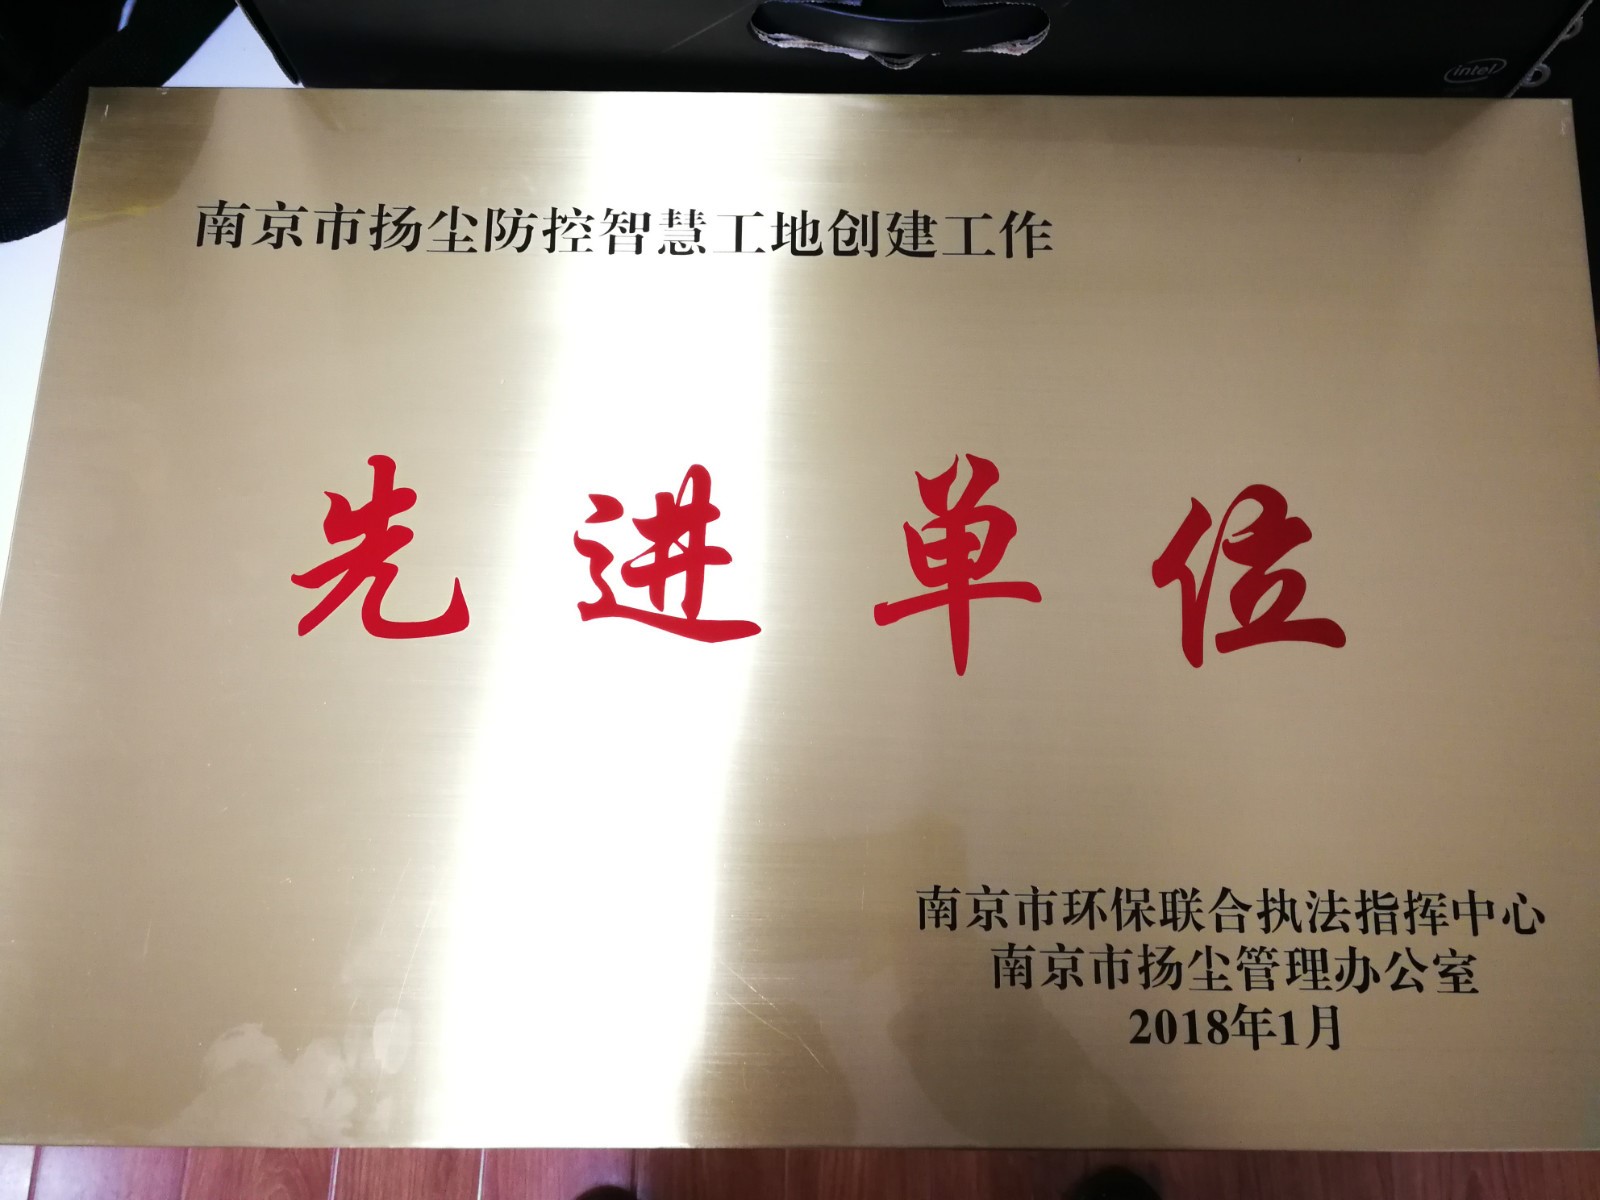 intel
南京市扬尘防控智慧工地创建工作
先进单位
南京市环保联合执法指挥中心
南京市扬尘管理办公室
2018年1月